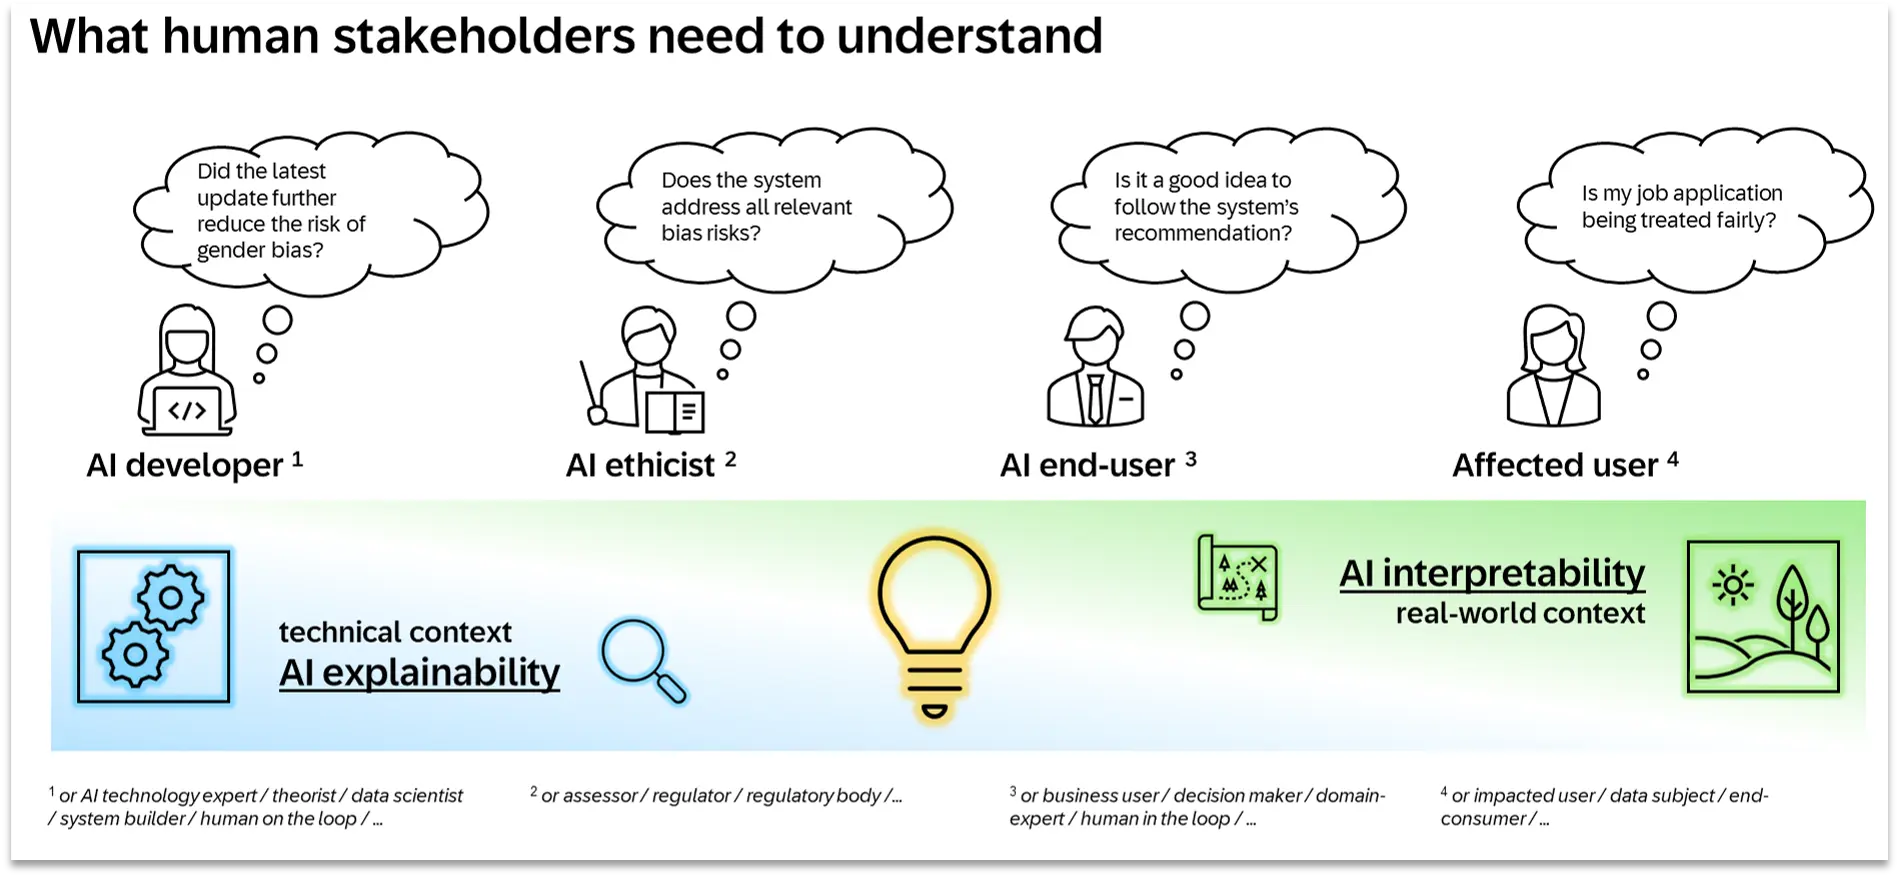 What human stakeholders need to understand
Did the latest
update further
reduce the risk of
gender bias?
Does the system
address all relevant
bias risks?
Is it a good idea to
follow the system's
recommendation?
Is my job application
being treated fairly?
</>
AI developer 1
AI ethicist 2
AI end-user 3
Affected user 4
technical context
AI explainability
AI interpretability
real-world context
1 or AI technology expert / theorist / data scientist
/ system builder / human on the loop / ...
2 or assessor / regulator / regulatory body /...
3 or business user / decision maker / domain-
expert / human in the loop / ...
4 or impacted user / data subject / end-
consumer / ...